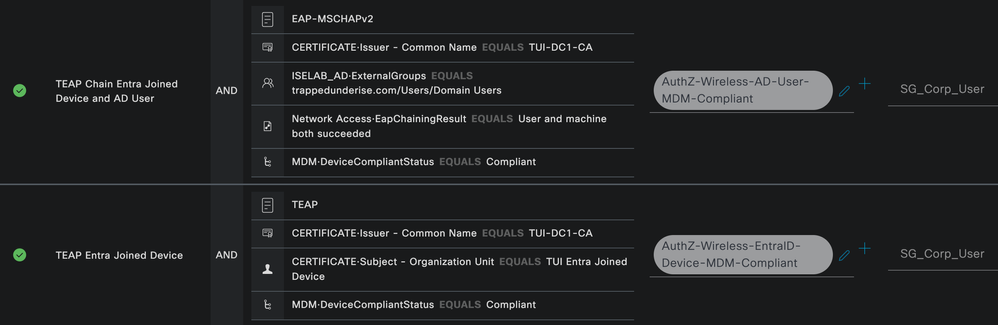 EAP-MSCHAPv2
CERTIFICATE·Issuer - Common Name EQUALS TUI-DC1-CA
TEAP Chain Entra Joined
Device and AD User
AND
ISELAB_AD·ExternalGroups EQUALS
trappedunderise.com/Users/Domain Users
AuthZ-Wireless-AD-User-
MDM-Compliant
SG_Corp_User
Network Access·EapChainingResult EQUALS User and machine
both succeeded
MDM·DeviceCompliantStatus EQUALS Compliant
TEAP
CERTIFICATE·Issuer - Common Name EQUALS TUI-DC1-CA
TEAP Entra Joined Device
AND
CERTIFICATE·Subject - Organization Unit EQUALS TUI Entra Joined
Device
AuthZ-Wireless-EntraID-
Device-MDM-Compliant
SG_Corp_User
MDM·DeviceCompliantStatus EQUALS Compliant